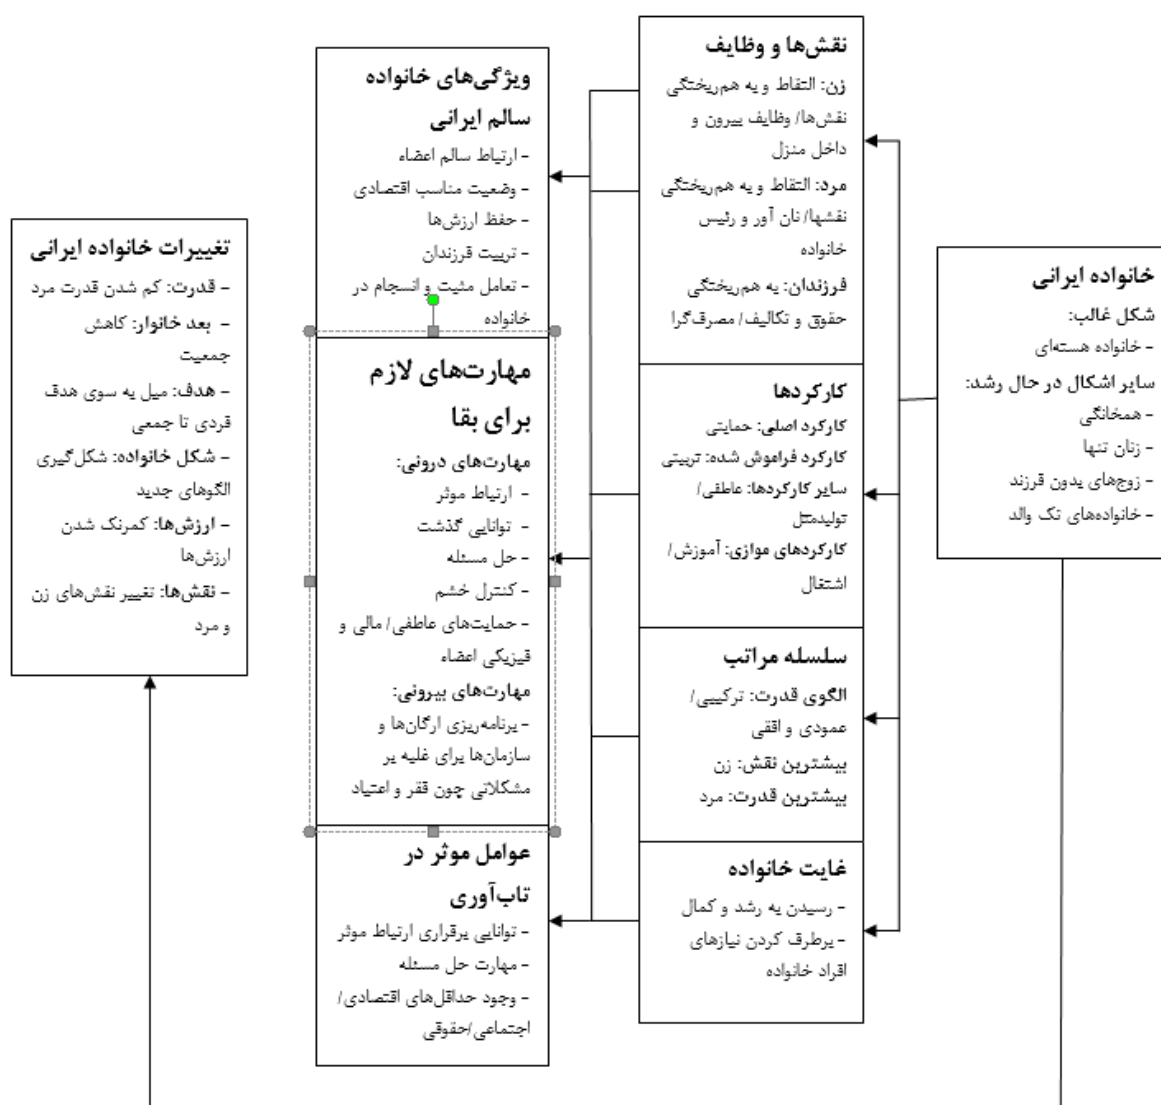 خانواده ایرانی
شکل غالب:
- خانواده هسته‌ای
سایر اشکال در حال رشد:
- همخانگی
- زنان تنها
- زوج‌های بدون فرزند
- خانواده‌های تک والد
نقش‌ها و وظایف
زن: التقاط و به هم‌ریختگی
نقش‌ها/ وظایف بیرون و
داخل منزل
مرد: التقاط و به هم‌ریختگی
نقشها/ نان آور و رئیس
خانواده
فرزندان: به هم‌ریختگی
حقوق و تکالیف/ مصرف‌گرا
کارکردها
کارکرد اصلی: حمایتی
کارکرد فراموش شده: تربیتی
سایر کارکردها: عاطفی/
تولیدمثل
کارکردهای موازی: آموزش/
اشتغال
سلسله مراتب
الگوی قدرت: ترکیبی/
عمودی و افقی
بیشترین نقش: زن
بیشترین قدرت: مرد
غایت خانواده
- رسیدن به رشد و کمال
- برطرف کردن نیازهای
افراد خانواده
ویژگی‌های خانواده
سالم ایرانی
- ارتباط سالم اعضاء
- وضعیت مناسب اقتصادی
- حفظ ارزش‌ها
- تربیت فرزندان
- تعامل مثبت و انسجام در
خانواده
مهارت‌های لازم
برای بقا
مهارت‌های درونی:
- ارتباط موثر
- توانایی گذشت
- حل مسئله
- کنترل خشم
- حمایت‌های عاطفی/ مالی و
فیزیکی اعضاء
مهارت‌های بیرونی:
- برنامه‌ریزی ارگان‌ها و
سازمان‌ها برای غلبه بر
مشکلاتی چون فقر و اعتیاد
عوامل موثر در
تاب‌آوری
- توانایی برقراری ارتباط موثر
- مهارت حل مسئله
- وجود حداقل‌های اقتصادی/
اجتماعی/حقوقی
تغییرات خانواده ایرانی
- قدرت: کم شدن قدرت مرد
- بعد خانوار: کاهش
جمعیت
- هدف: میل به سوی هدف
فردی تا جمعی
- شکل خانواده: شکل‌گیری
الگوهای جدید
- ارزش‌ها: کمرنگ شدن
ارزش‌ها
- نقش‌ها: تغییر نقش‌های زن
و مرد